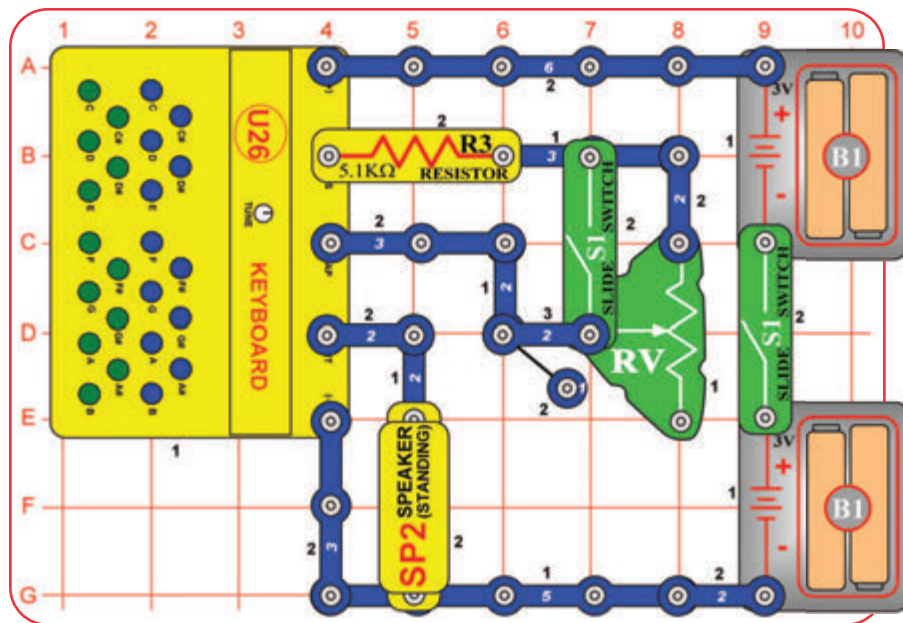 1 2 3 4 5 6 7 8 9 10
A
6
2
3V
+
1
B1
-
C C# D D# E F F# G G# A A# B
C C# D D# E F F# G G# A A# B
U26
TUNE
KEYBOARD
1
B
2
R3
5.1KΩ
RESISTOR
1
3
2
2
C
2
3
1
2
2
S1
SLIDE SWITCH
S1
SLIDE SWITCH
2
D
2
2
3
2
RV
1
1
2
1
2
E
SP2
SPEAKER
(STANDING)
2
3V
+
1
B1
-
F
2
3
G
1
5
2
2